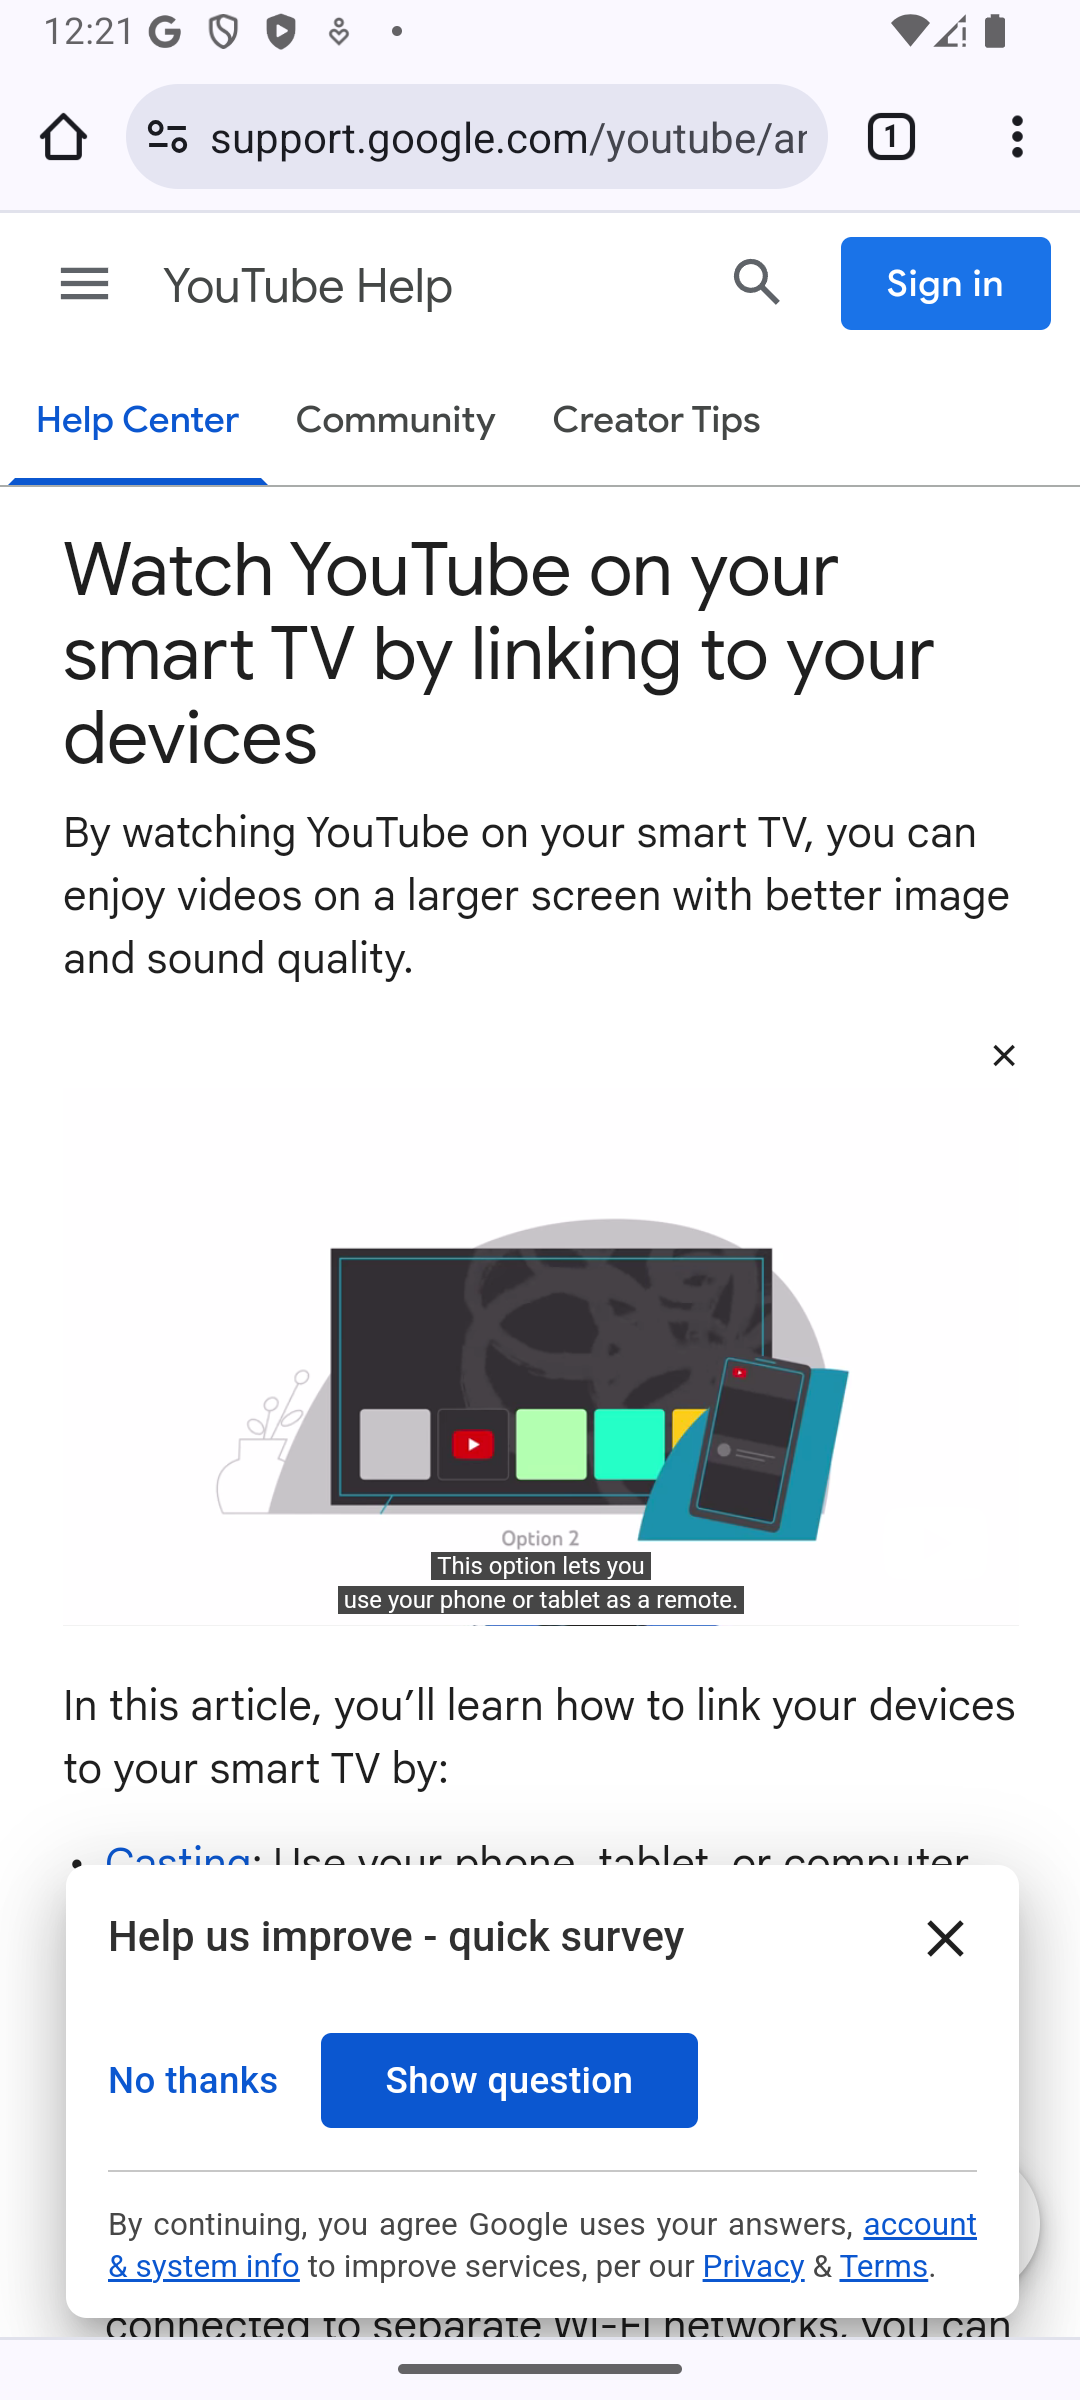 12:21
support.google.com/youtube/ar
1
YouTube Help
Sign in
Help Center
Community
Creator Tips
Watch YouTube on your
smart TV by linking to your
devices
By watching YouTube on your smart TV, you can
enjoy videos on a larger screen with better image
and sound quality.
Option 2
This option lets you
use your phone or tablet as a remote.
In this article, you’ll learn how to link your devices
to your smart TV by:
• Casting: Use your phone, tablet, or computer
Help us improve - quick survey
No thanks
Show question
By continuing, you agree Google uses your answers, account
& system info to improve services, per our Privacy & Terms.
connected to separate Wi-Fi networks, you can